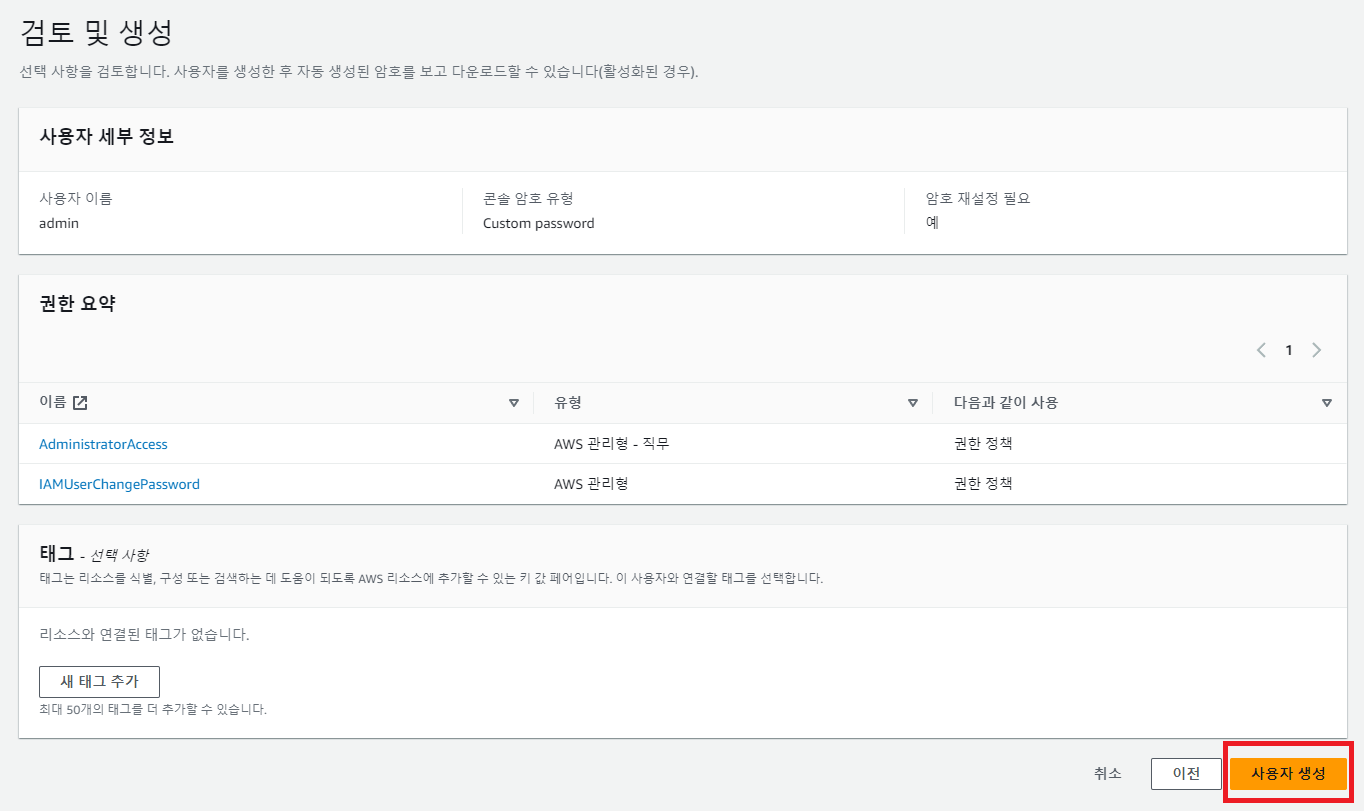 검토 및 생성
선택 사항을 검토합니다. 사용자를 생성한 후 자동 생성된 암호를 보고 다운로드할 수 있습니다(활성화된 경우).
사용자 세부 정보
사용자 이름 콘솔 암호 유형 암호 재설정 필요
admin Custom password 예
권한 요약
1
이름 유형 다음과 같이 사용
AdministratorAccess AWS 관리형 - 직무 권한 정책
IAMUserChangePassword AWS 관리형 권한 정책
태그 - 선택 사항
태그는 리소스를 식별, 구성 또는 검색하는 데 도움이 되도록 AWS 리소스에 추가할 수 있는 키 값 페어입니다. 이 사용자와 연결할 태그를 선택합니다.
리소스와 연결된 태그가 없습니다.
새 태그 추가
최대 50개의 태그를 더 추가할 수 있습니다.
취소 이전 사용자 생성